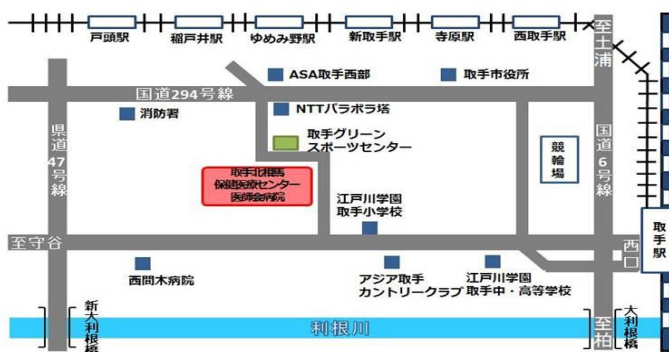 戸頭駅
稲戸井駅
ゆめみ野駅
新取手駅
寺原駅
西取手駅
至土浦
ASA取手西部
取手市役所
国道294号線
消防署
NTTパラボラ塔
県道47号線
取手グリーン
スポーツセンター
競輪場
国道6号線
取手北相馬
保健医療センター
医師会病院
江戸川学園
取手小学校
取手駅
至守谷
西口
西間木病院
アジア取手
カントリークラブ
江戸川学園
取手中・高等学校
新大利根橋
利根川
至柏
大利根橋